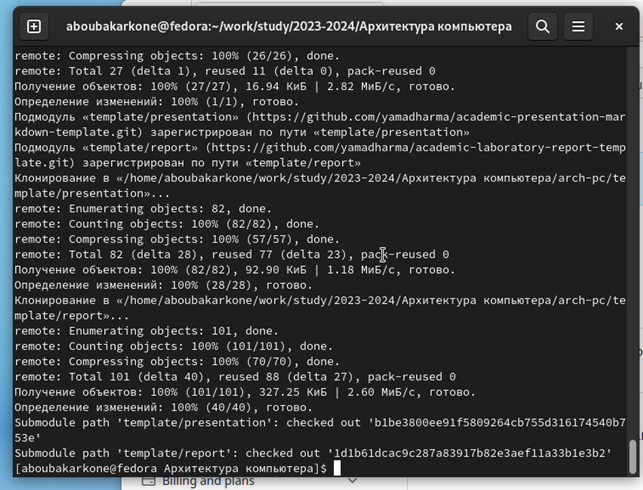 aboubakarkone@fedora:~/work/study/2023-2024/Архитектура компьютера
remote: Compressing objects: 100% (26/26), done.
remote: Total 27 (delta 1), reused 11 (delta 0), pack-reused 0
Получение объектов: 100% (27/27), 16.94 КиБ | 2.82 МиБ/с, готово.
Определение изменений: 100% (1/1), готово.
Подмодуль «template/presentation» (https://github.com/yamadharma/academic-presentation-mar
kdown-template.git) зарегистрирован по пути «template/presentation»
Подмодуль «template/report» (https://github.com/yamadharma/academic-laboratory-report-temp
late.git) зарегистрирован по пути «template/report»
Клонирование в «/home/aboubakarkone/work/study/2023-2024/Архитектура компьютера/arch-pc/te
mplate/presentation»...
remote: Enumerating objects: 82, done.
remote: Counting objects: 100% (82/82), done.
remote: Compressing objects: 100% (57/57), done.
remote: Total 82 (delta 28), reused 77 (delta 23), pack-reused 0
Получение объектов: 100% (82/82), 92.90 КиБ | 1.18 МиБ/с, готово.
Определение изменений: 100% (28/28), готово.
Клонирование в «/home/aboubakarkone/work/study/2023-2024/Архитектура компьютера/arch-pc/te
mplate/report»...
remote: Enumerating objects: 101, done.
remote: Counting objects: 100% (101/101), done.
remote: Compressing objects: 100% (70/70), done.
remote: Total 101 (delta 40), reused 88 (delta 27), pack-reused 0
Получение объектов: 100% (101/101), 327.25 КиБ | 2.60 МиБ/с, готово.
Определение изменений: 100% (40/40), готово.
Submodule path 'template/presentation': checked out 'b1be3800ee91f5809264cb755d316174540b7
53e'
Submodule path 'template/report': checked out '1d1b61dcac9c287a83917b82e3aef11a33b1e3b2'
[aboubakarkone@fedora Архитектура компьютера]$
Billing and plans